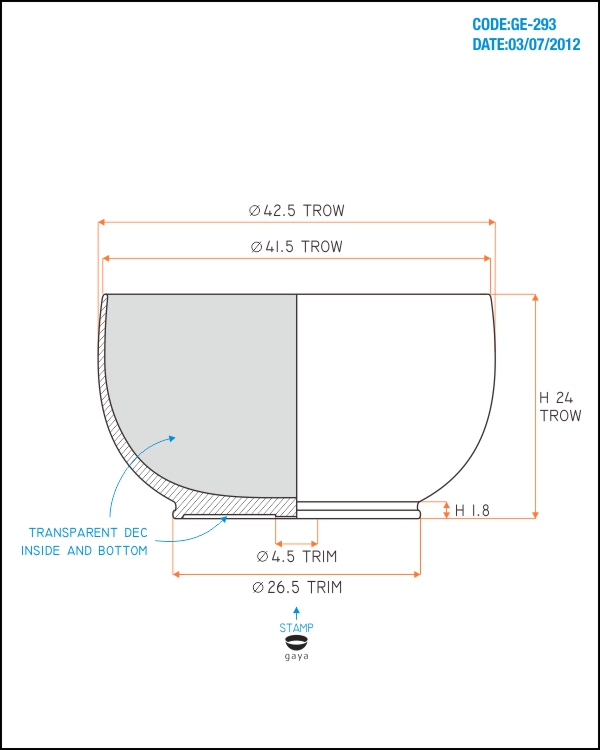 CODE:GE-293
DATE:03/07/2012
Ø42.5 TROW
Ø41.5 TROW
H 24
TROW
H 1.8
TRANSPARENT DEC
INSIDE AND BOTTOM
Ø4.5 TRIM
Ø26.5 TRIM
STAMP
gaya